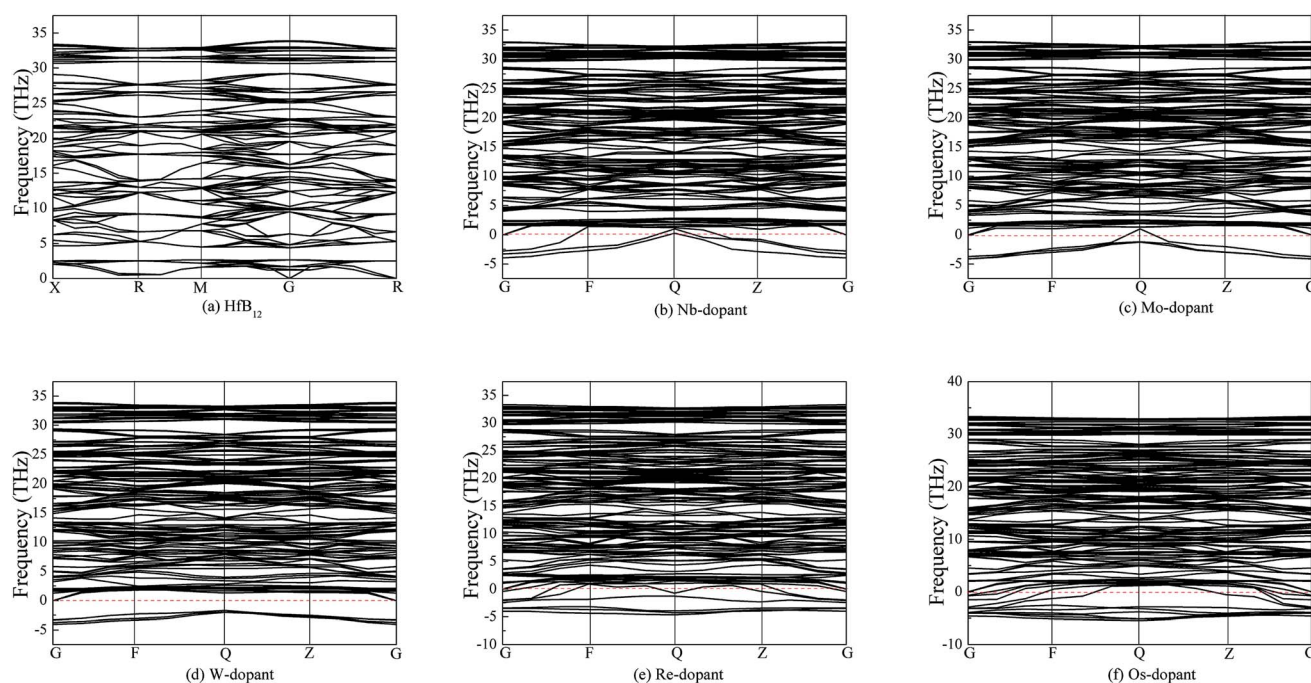 35
30
25
20
15
10
5
0
Frequency (THz)
X R M G R
(a) HfB₁₂
35
30
25
20
15
10
5
0
-5
Frequency (THz)
G F Q Z G
(b) Nb-dopant
35
30
25
20
15
10
5
0
-5
Frequency (THz)
G F Q Z G
(c) Mo-dopant
35
30
25
20
15
10
5
0
-5
Frequency (THz)
G F Q Z G
(d) W-dopant
35
30
25
20
15
10
5
0
-5
-10
Frequency (THz)
G F Q Z G
(e) Re-dopant
40
30
20
10
0
-10
Frequency (THz)
G F Q Z G
(f) Os-dopant